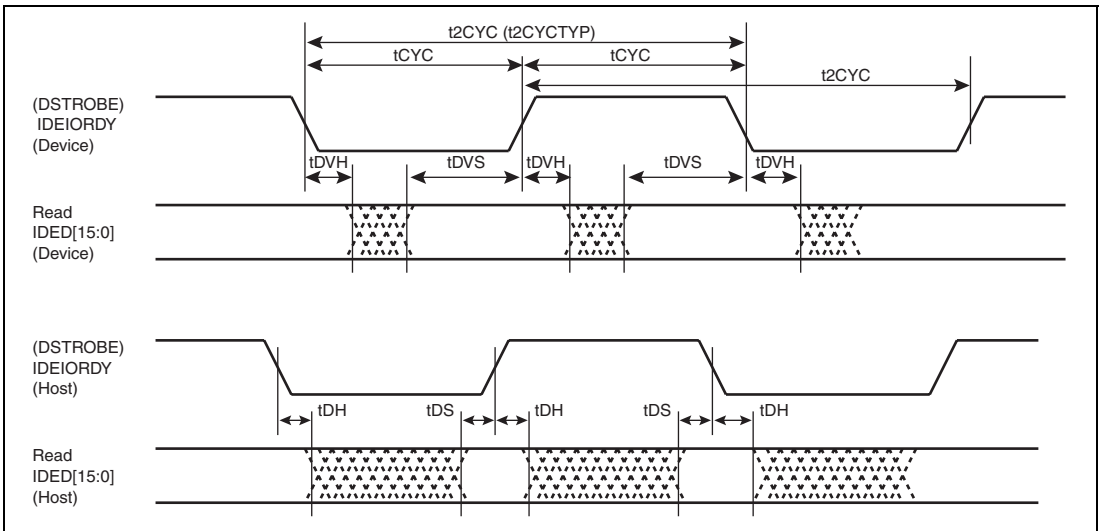 t2CYC (t2CYCTYP)
tCYC tCYC
t2CYC
(DSTROBE)
IDEIORDY
(Device)
tDVH tDVS tDVH tDVS tDVH
Read
IDED[15:0]
(Device)
(DSTROBE)
IDEIORDY
(Host)
tDH tDS tDH tDS tDH
Read
IDED[15:0]
(Host)